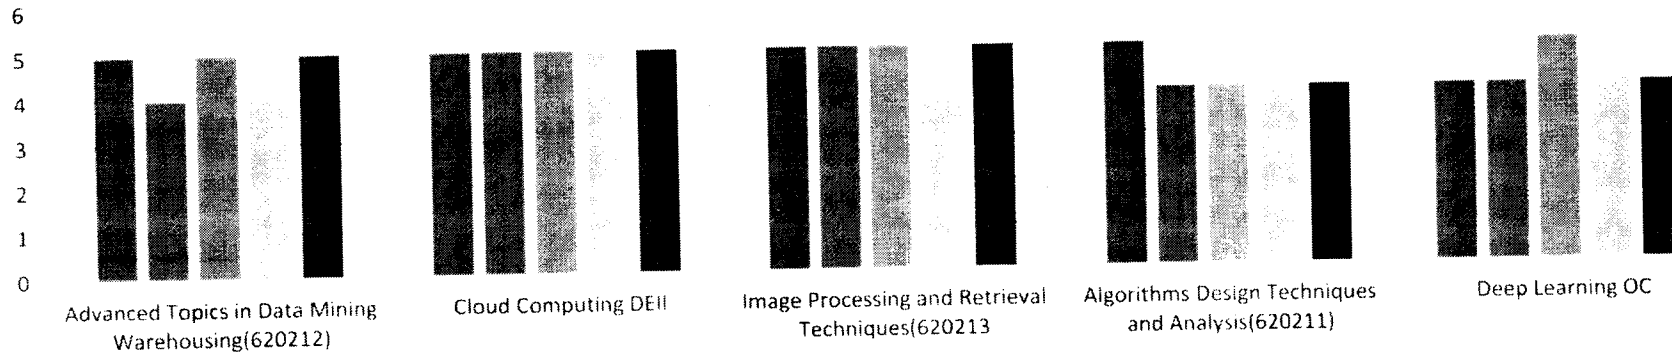 6
5
4
3
2
1
0
Advanced Topics in Data Mining
Warehousing(620212)
Cloud Computing DEII
Image Processing and Retrieval
Techniques(620213
Algorithms Design Techniques
and Analysis(620211)
Deep Learning OC